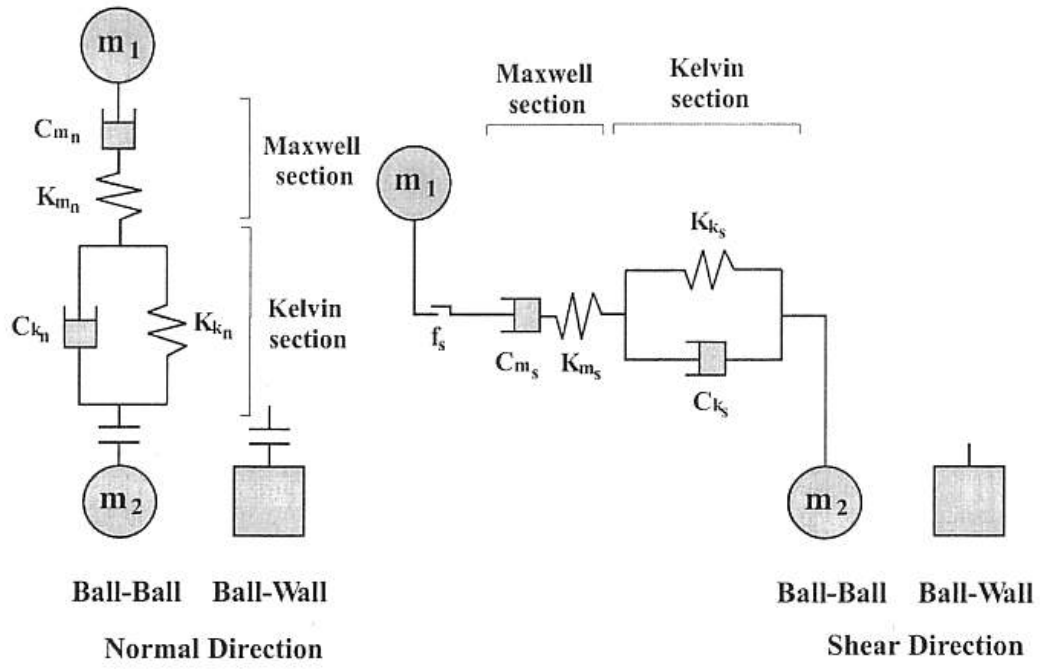 m₁
Cₘₙ
Kₘₙ
Maxwell
section
Cₖₙ
Kₖₙ
Kelvin
section
m₂
Ball-Ball
Ball-Wall
Normal Direction
Maxwell
section
Kelvin
section
m₁
Kₖₛ
fₛ
Cₘₛ
Kₘₛ
Cₖₛ
m₂
Ball-Ball
Ball-Wall
Shear Direction